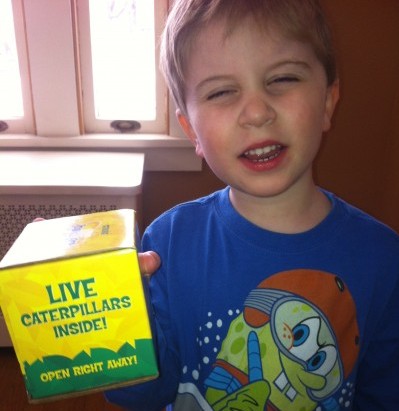 LIVE
CATERPILLARS
INSIDE!
OPEN RIGHT AWAY!